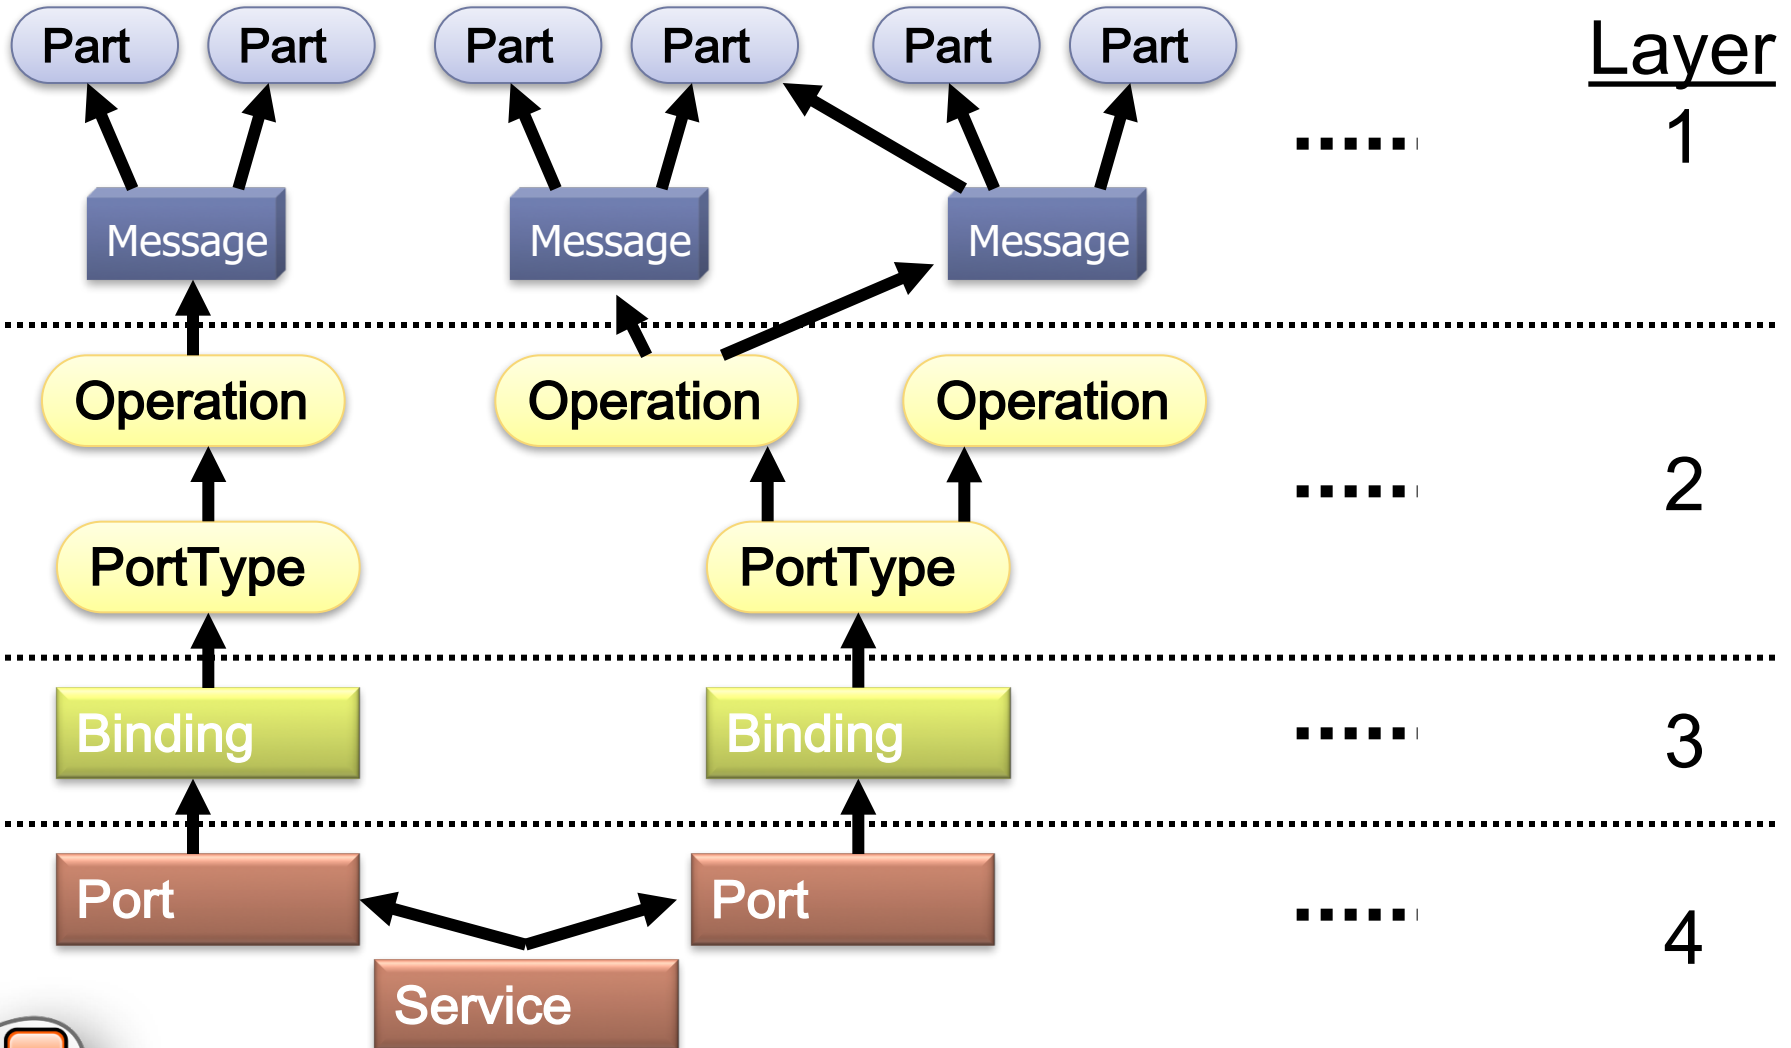 Part Part Part Part Part Part Layer
1
Message Message Message
Operation Operation Operation
2
PortType PortType
Binding Binding 3
Port Port
4
Service